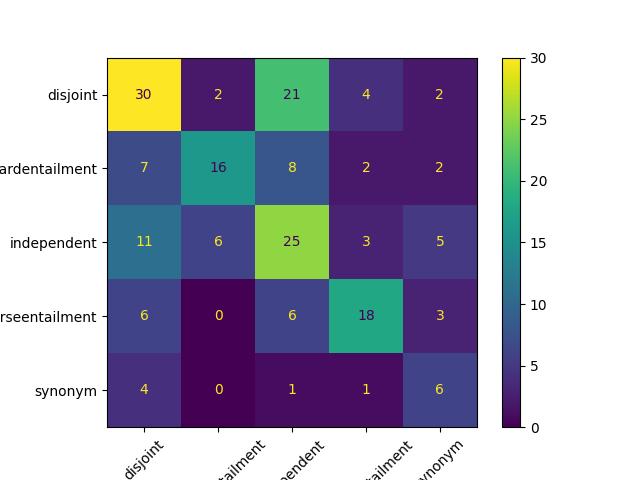 disjoint 30 2 21 4 2
ardentailment 7 16 8 2 2
independent 11 6 25 3 5
rseentailment 6 0 6 18 3
synonym 4 0 1 1 6
disjoint
tailment
pendent
tailment
ynonym
30
25
20
15
10
5
0